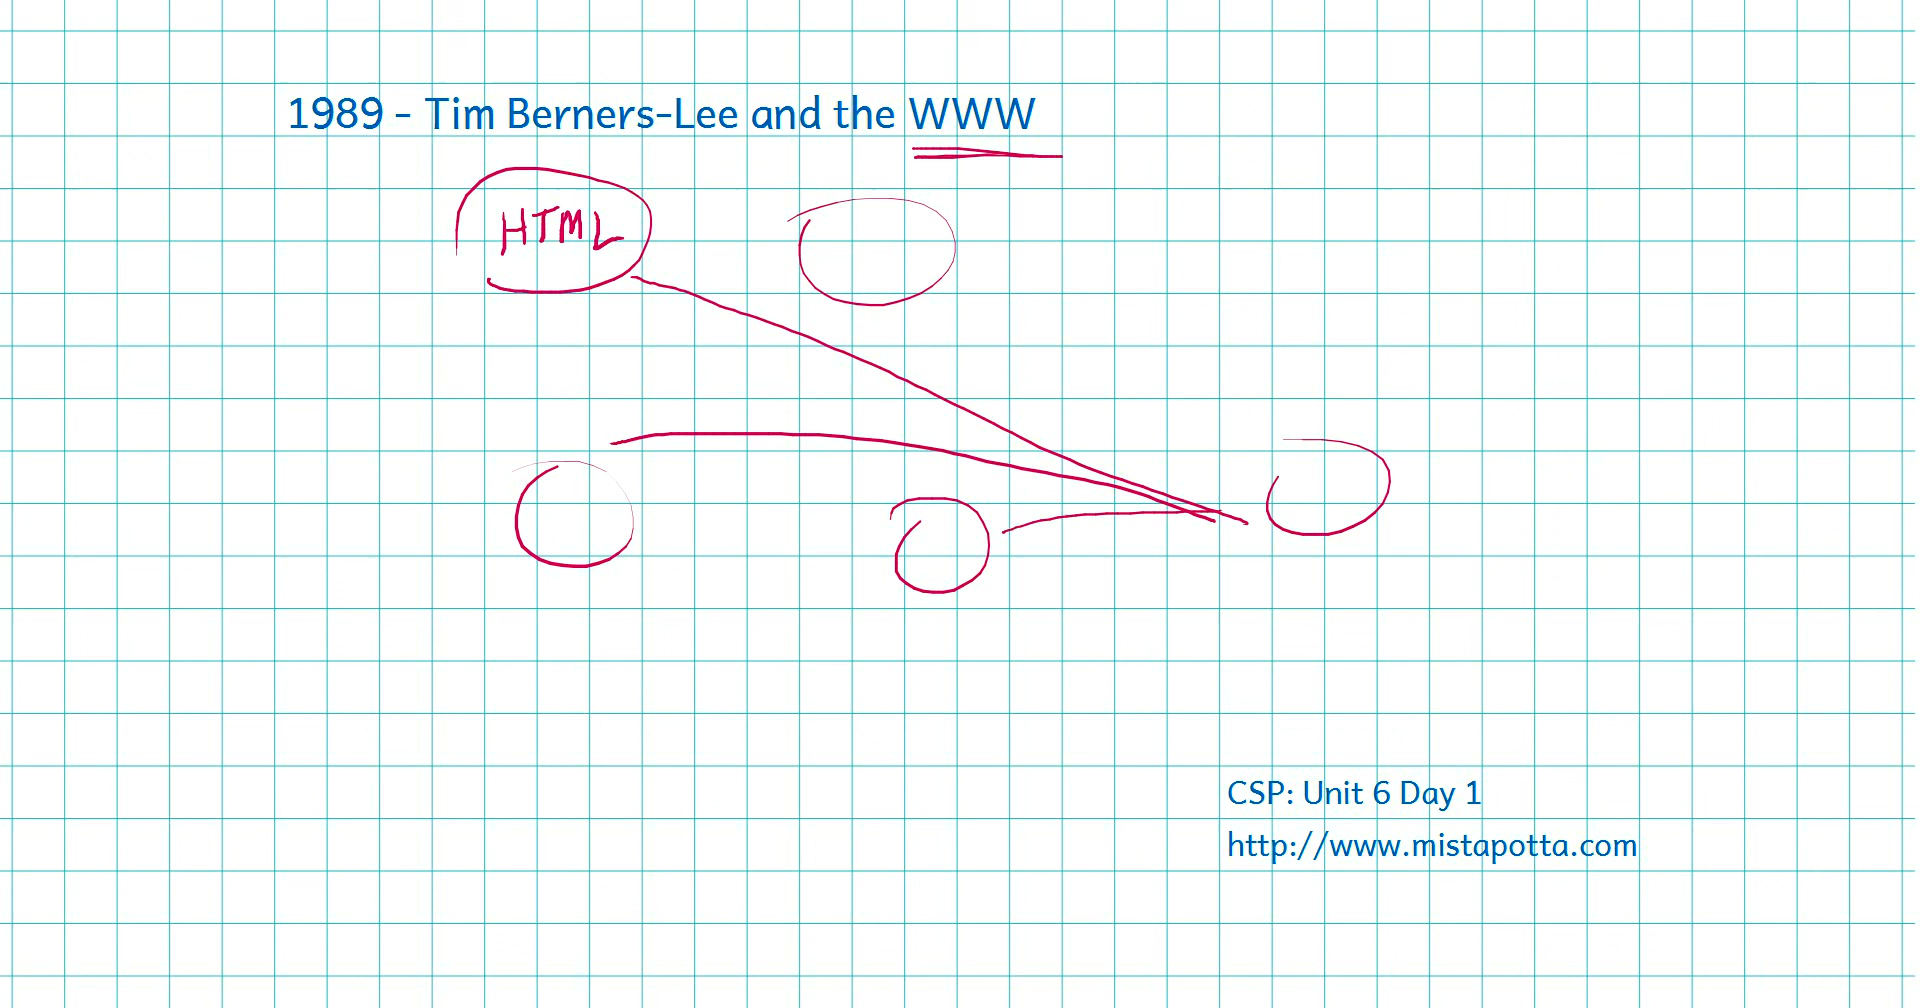 1989 - Tim Berners-Lee and the WWW
HTML
CSP: Unit 6 Day 1
http://www.mistapotta.com